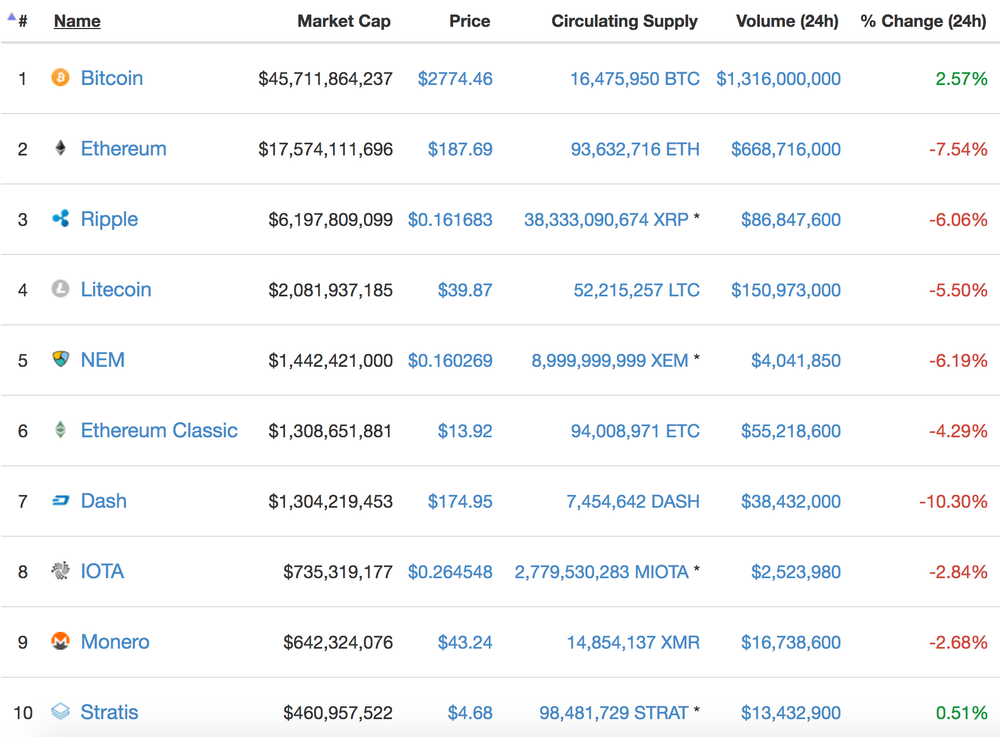 # Name Market Cap Price Circulating Supply Volume (24h) % Change (24h)
1 Bitcoin $45,711,864,237 $2774.46 16,475,950 BTC $1,316,000,000 2.57%
2 Ethereum $17,574,111,696 $187.69 93,632,716 ETH $668,716,000 -7.54%
3 Ripple $6,197,809,099 $0.161683 38,333,090,674 XRP * $86,847,600 -6.06%
4 Litecoin $2,081,937,185 $39.87 52,215,257 LTC $150,973,000 -5.50%
5 NEM $1,442,421,000 $0.160269 8,999,999,999 XEM * $4,041,850 -6.19%
6 Ethereum Classic $1,308,651,881 $13.92 94,008,971 ETC $55,218,600 -4.29%
7 Dash $1,304,219,453 $174.95 7,454,642 DASH $38,432,000 -10.30%
8 IOTA $735,319,177 $0.264548 2,779,530,283 MIOTA * $2,523,980 -2.84%
9 Monero $642,324,076 $43.24 14,854,137 XMR $16,738,600 -2.68%
10 Stratis $460,957,522 $4.68 98,481,729 STRAT * $13,432,900 0.51%